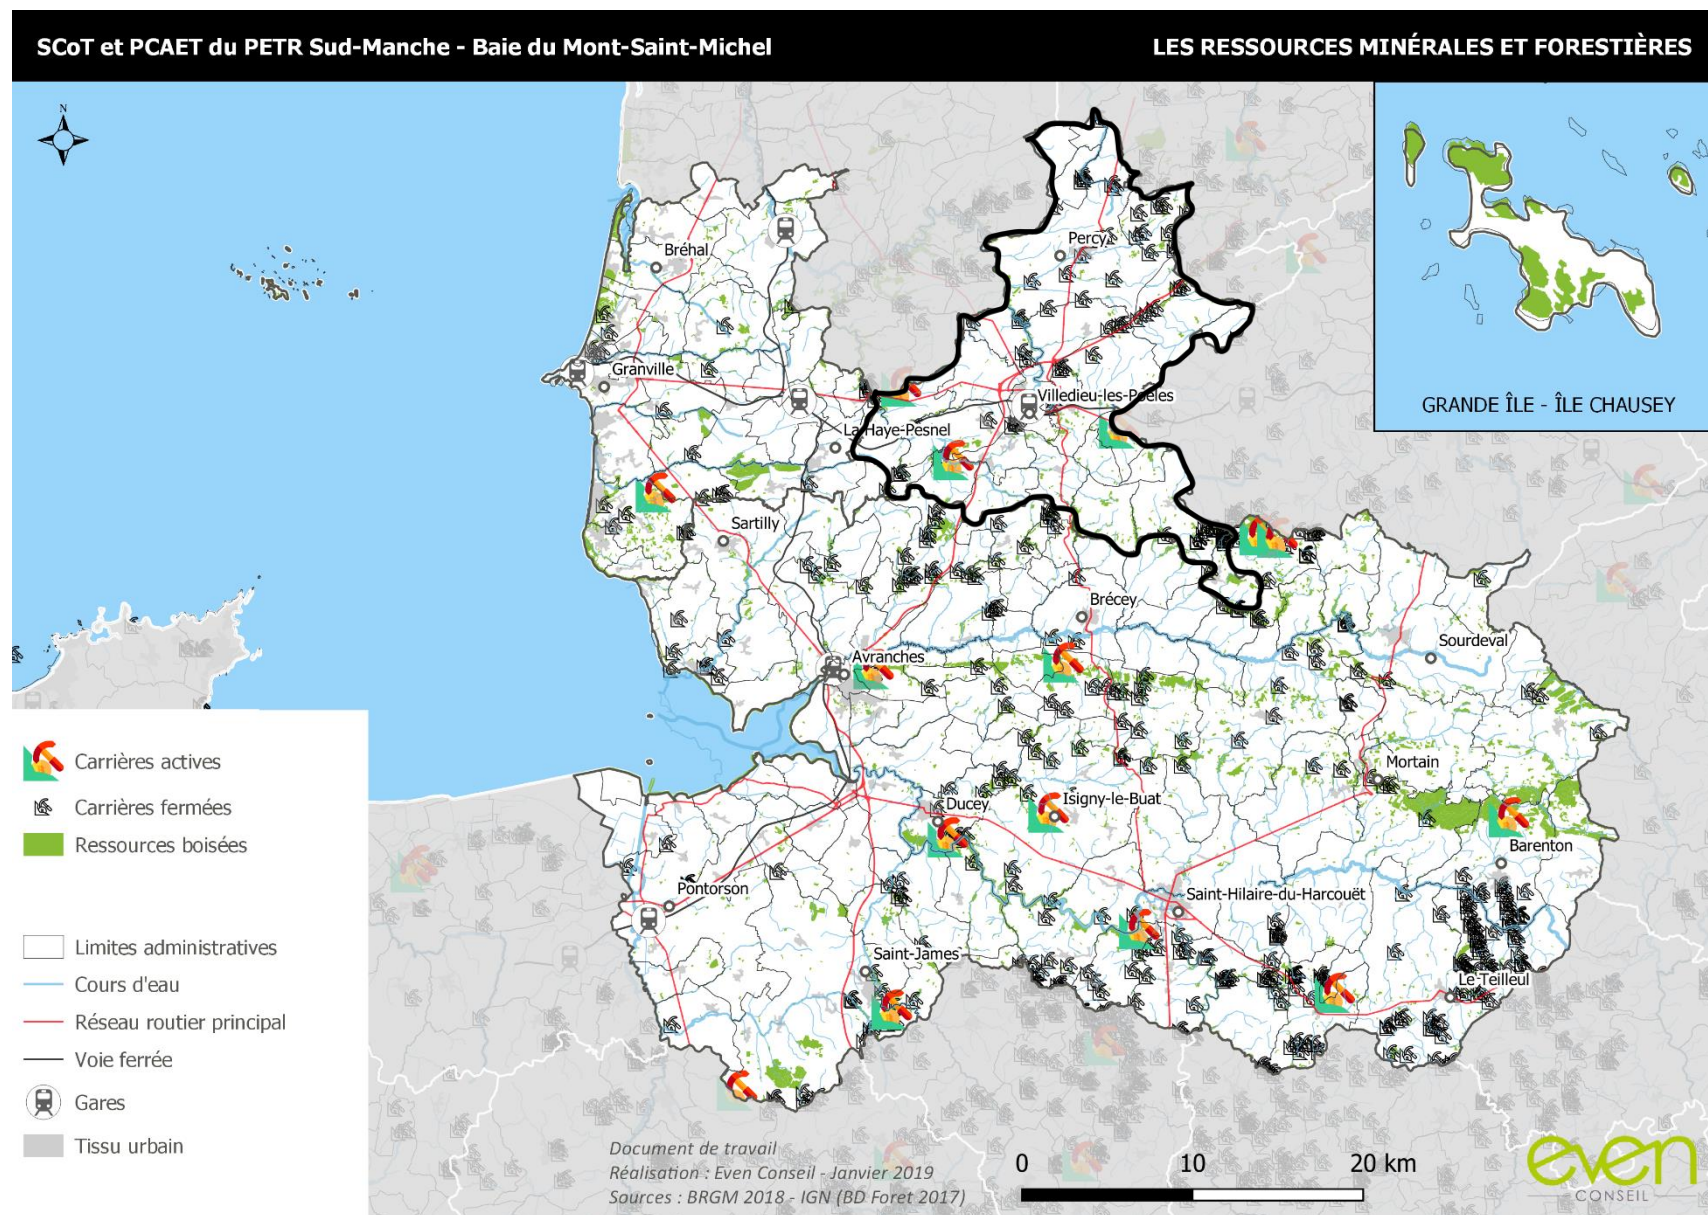 SCoT et PCAET du PETR Sud-Manche - Baie du Mont-Saint-Michel
LES RESSOURCES MINÉRALES ET FORESTIÈRES
N
Bréhal
Percy
Granville
Villedieu-les-Poêles
La Haye-Pesnel
GRANDE ÎLE - ÎLE CHAUSEY
Sartilly
Brécey
Sourdeval
Avranches
Mortain
Ducey
Isigny-le-Buat
Barenton
Pontorson
Saint-Hilaire-du-Harcouët
Saint-James
Le Teilleul
Carrières actives
Carrières fermées
Ressources boisées
Limites administratives
Cours d'eau
Réseau routier principal
Voie ferrée
Gares
Tissu urbain
Document de travail
Réalisation : Even Conseil - Janvier 2019
Sources : BRGM 2018 - IGN (BD Foret 2017)
0 10 20 km
even
CONSEIL